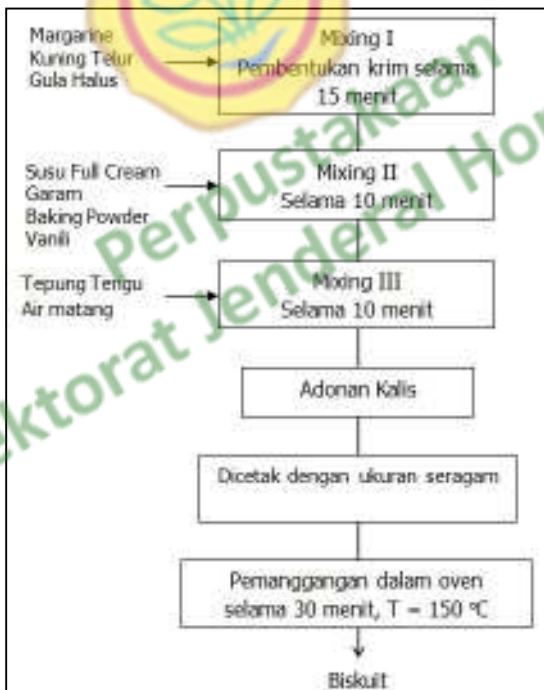 Margarine
Kuning Telur
Gula Halus
Mixing I
Pembentukan krim selama
15 menit
Susu Full Cream
Garam
Baking Powder
Vanili
Mixing II
Selama 10 menit
Tepung Tengu
Air matang
Mixing III
Selama 10 menit
Adonan Kalis
Dicetak dengan ukuran seragam
Pemanggangan dalam oven
selama 30 menit, T = 150 °C
Biskuit
Perpustakaan
ektorat Jenderal Hor